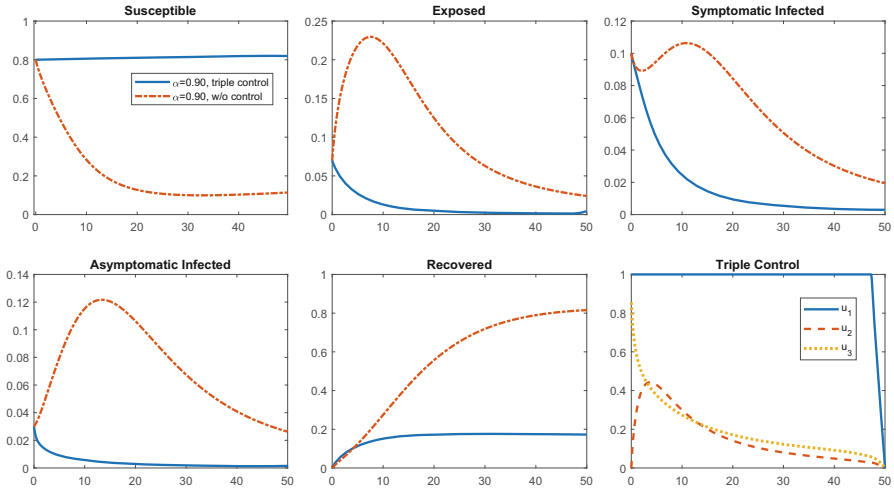 Susceptible
1
0.8
0.6
0.4
0.2
0
0 10 20 30 40
α=0.90, triple control
α=0.90, w/o control
Exposed
0.25
0.2
0.15
0.1
0.05
0
0 10 20 30 40 50
Symptomatic Infected
0.12
0.1
0.08
0.06
0.04
0.02
0
0 10 20 30 40 50
Asymptomatic Infected
0.14
0.12
0.1
0.08
0.06
0.04
0.02
0
0 10 20 30 40 50
Recovered
1
0.8
0.6
0.4
0.2
0
0 10 20 30 40 50
Triple Control
1
0.8
0.6
0.4
0.2
0
0 10 20 30 40 50
u1
u2
u3